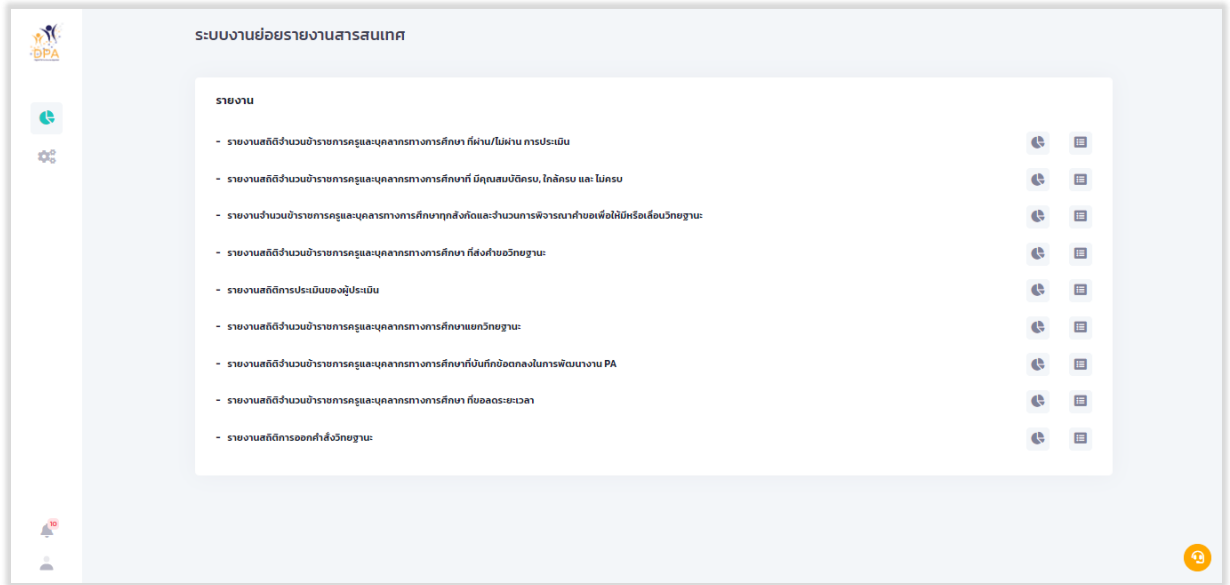 DPA
ระบบงานย่อยรายงานสารสนเทศ
รายงาน
- รายงานสถิติจำนวนข้าราชการครูและบุคลากรทางการศึกษา ที่ผ่าน/ไม่ผ่าน การประเมิน
- รายงานสถิติจำนวนข้าราชการครูและบุคลากรทางการศึกษาที่ มีคุณสมบัติครบ, ใกล้ครบ และ ไม่ครบ
- รายงานจำนวนข้าราชการครูและบุคลารทางการศึกษาทุกสังกัดและจำนวนการพิจารณาคำขอเพื่อให้มีหรือเลื่อนวิทยฐานะ
- รายงานสถิติจำนวนข้าราชการครูและบุคลากรทางการศึกษา ที่ส่งคำขอวิทยฐานะ
- รายงานสถิติการประเมินของผู้ประเมิน
- รายงานสถิติจำนวนข้าราชการครูและบุคลากรทางการศึกษาแยกวิทยฐานะ
- รายงานสถิติจำนวนข้าราชการครูและบุคลากรทางการศึกษาที่บันทึกข้อตกลงในการพัฒนางาน PA
- รายงานสถิติจำนวนข้าราชการครูและบุคลากรทางการศึกษา ที่ขอลดระยะเวลา
- รายงานสถิติการออกคำสั่งวิทยฐานะ
10